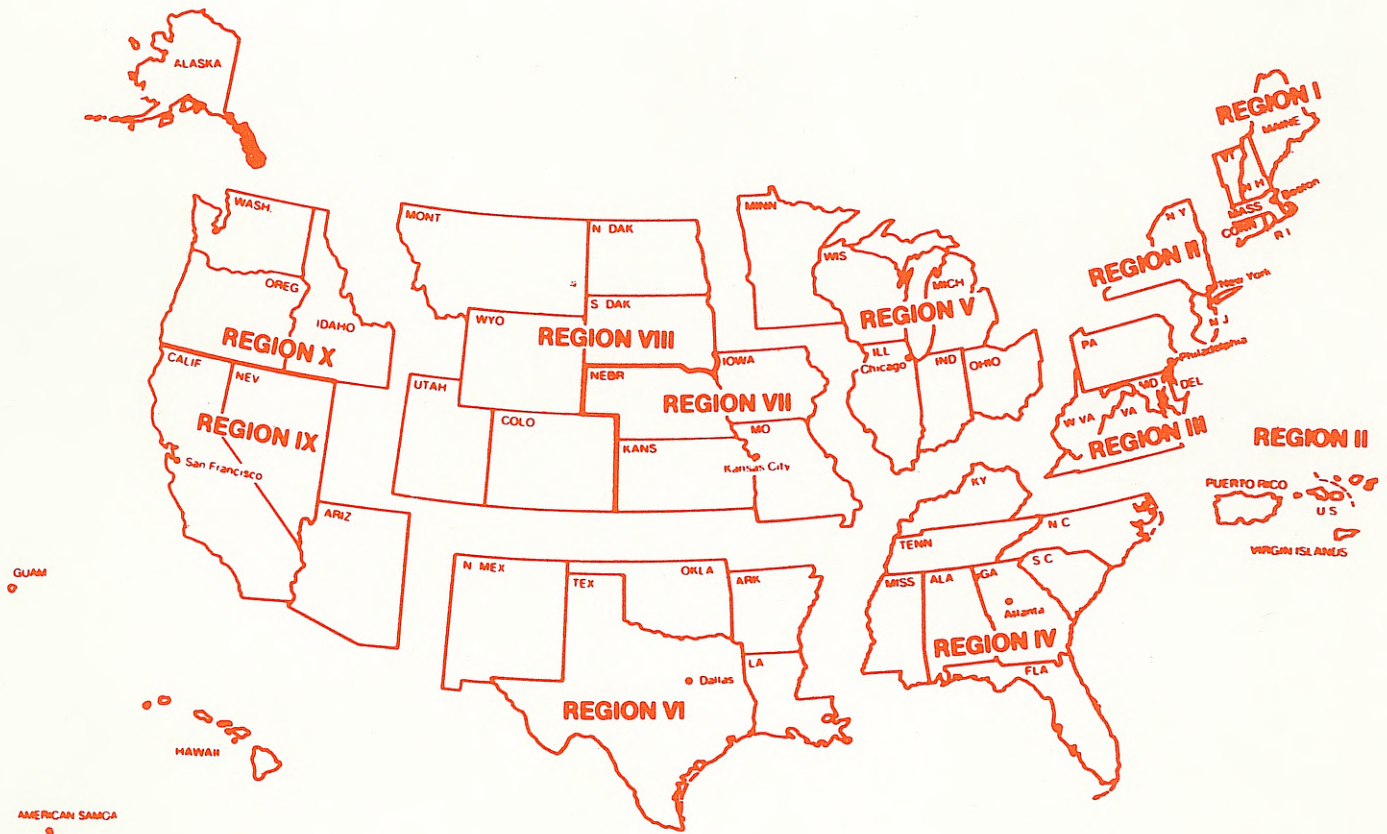 ALASKA
REGION I
MAINE
VT
N H
Boston
MASS
CONN
R I
WASH.
MONT
N DAK
MINN
N Y
WIS
REGION II
OREG
MICH
New York
S DAK
IDAHO
WYO
REGION VIII
REGION V
N J
REGION X
PA
Philadelphia
CALIF
NEV
UTAH
NEBR
IOWA
ILL
Chicago
IND
OHIO
MD
DEL
REGION VII
W VA
VA
REGION IX
COLO
MO
REGION III
REGION II
KANS
San Francisco
Kansas City
KY
PUERTO RICO
U S
VIRGIN ISLANDS
ARIZ
N C
TENN
GUAM
N MEX
TEX
OKLA
ARK
MISS
ALA
GA
S C
Atlanta
REGION IV
LA
FLA
Dallas
REGION VI
HAWAII
AMERICAN SAMOA